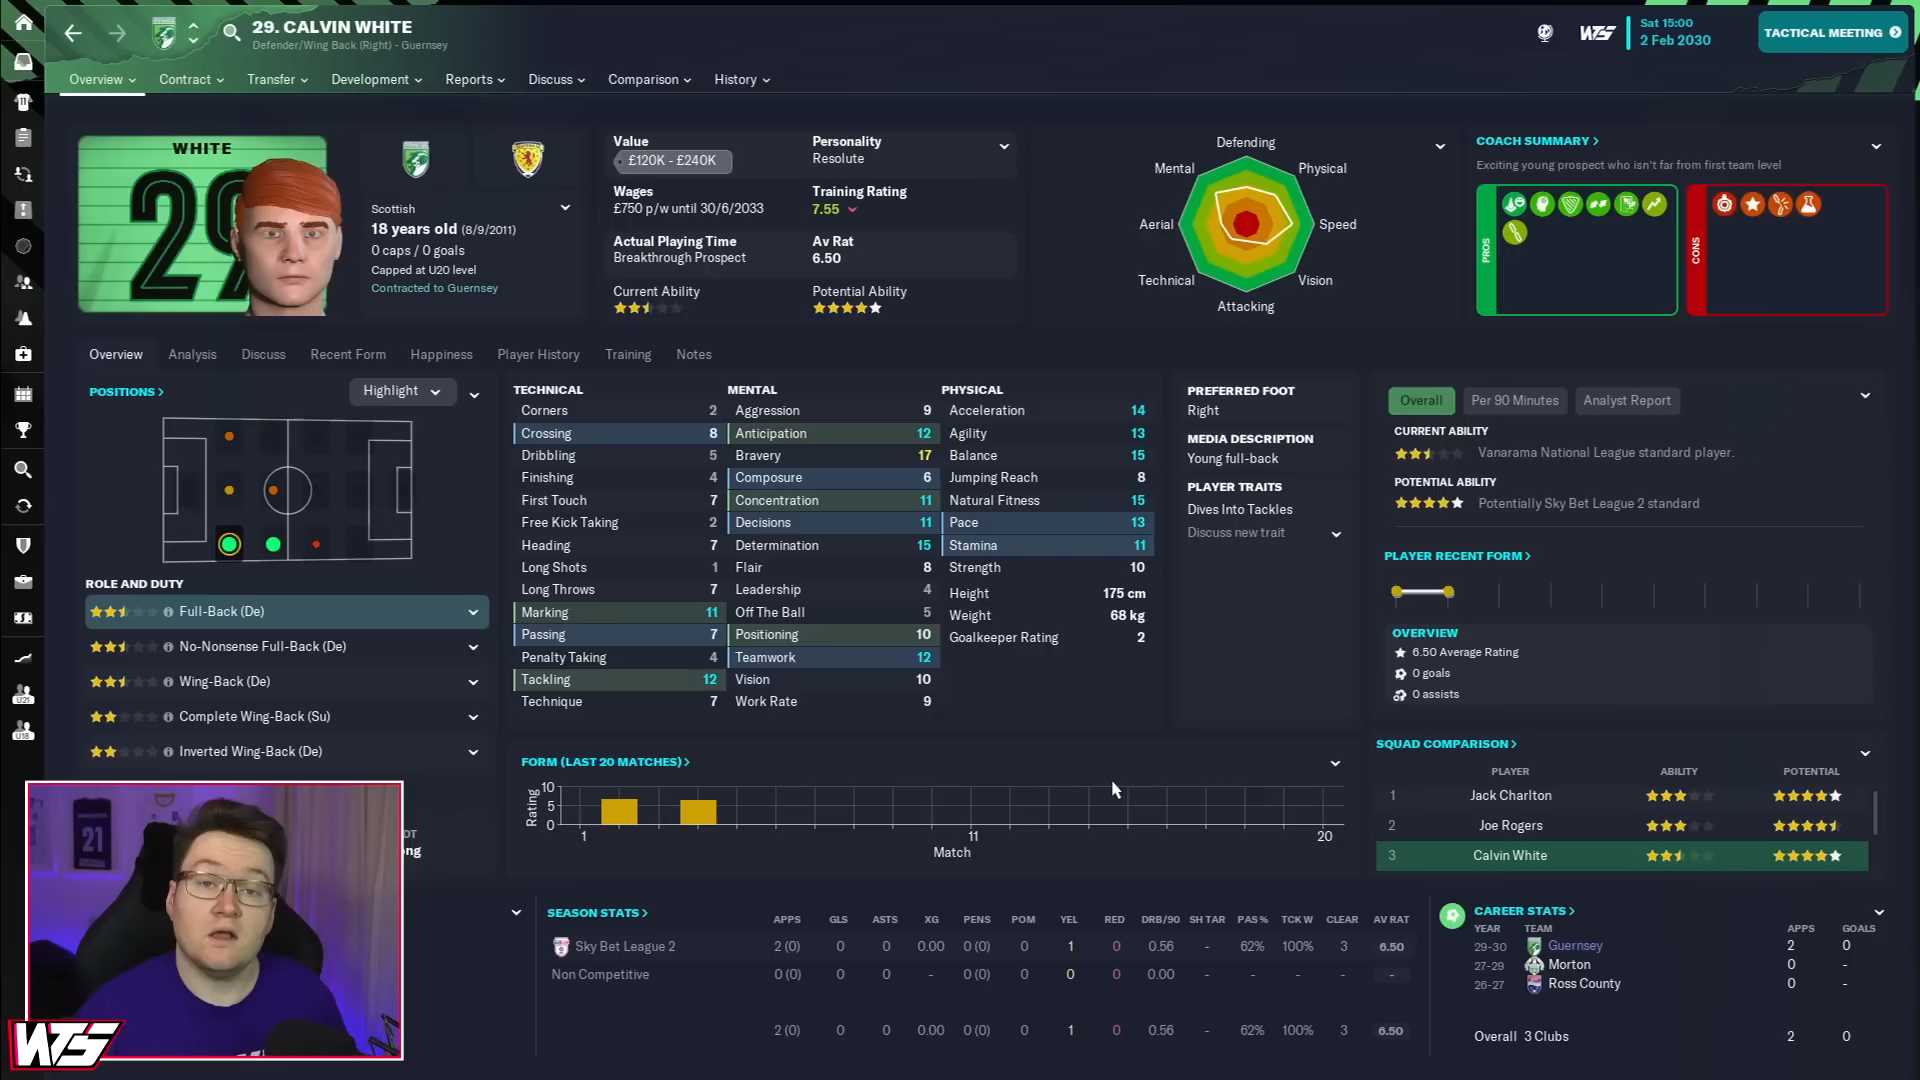 29. CALVIN WHITE
Defender/Wing Back (Right) - Guernsey
WTS
Sat 15:00
2 Feb 2030
TACTICAL MEETING
Overview
Contract
Transfer
Development
Reports
Discuss
Comparison
History
WHITE
29
Scottish
18 years old (8/9/2011)
0 caps / 0 goals
Capped at U20 level
Contracted to Guernsey
Value
£120K - £240K
Personality
Resolute
Wages
£750 p/w until 30/6/2033
Training Rating
7.55
Actual Playing Time
Breakthrough Prospect
Av Rat
6.50
Current Ability
Potential Ability
Defending
Mental
Physical
Aerial
Speed
Technical
Vision
Attacking
COACH SUMMARY >
Exciting young prospect who isn't far from first team level
PROS
CONS
Overview
Analysis
Discuss
Recent Form
Happiness
Player History
Training
Notes
POSITIONS >
Highlight
ROLE AND DUTY
Full-Back (De)
No-Nonsense Full-Back (De)
Wing-Back (De)
Complete Wing-Back (Su)
Inverted Wing-Back (De)
TECHNICAL
Corners 2
Crossing 8
Dribbling 5
Finishing 4
First Touch 7
Free Kick Taking 2
Heading 7
Long Shots 1
Long Throws 7
Marking 11
Passing 7
Penalty Taking 4
Tackling 12
Technique 7
MENTAL
Aggression 9
Anticipation 12
Bravery 17
Composure 6
Concentration 11
Decisions 11
Determination 15
Flair 8
Leadership 4
Off The Ball 5
Positioning 10
Teamwork 12
Vision 10
Work Rate 9
PHYSICAL
Acceleration 14
Agility 13
Balance 15
Jumping Reach 8
Natural Fitness 15
Pace 13
Stamina 11
Strength 10
Height 175 cm
Weight 68 kg
Goalkeeper Rating 2
PREFERRED FOOT
Right
MEDIA DESCRIPTION
Young full-back
PLAYER TRAITS
Dives Into Tackles
Discuss new trait
Overall
Per 90 Minutes
Analyst Report
CURRENT ABILITY
Vanarama National League standard player.
POTENTIAL ABILITY
Potentially Sky Bet League 2 standard
PLAYER RECENT FORM >
OVERVIEW
6.50 Average Rating
0 goals
0 assists
SQUAD COMPARISON >
PLAYER ABILITY POTENTIAL
1 Jack Charlton
2 Joe Rogers
3 Calvin White
FORM (LAST 20 MATCHES) >
Rating
10
5
0
1 11 20
Match
U21
U18
21
OT
ong
WTS
SEASON STATS >
APPS GLS ASTS XG PENS POM YEL RED DRB/90 SH TAR PAS % TCK W CLEAR AV RAT
Sky Bet League 2 2 (0) 0 0 0.00 0 (0) 0 1 0 0.56 - 62% 100% 3 6.50
Non Competitive 0 (0) 0 0 - 0 (0) 0 0 0 0.00 - - - - -
2 (0) 0 0 0.00 0 (0) 0 1 0 0.56 - 62% 100% 3 6.50
CAREER STATS >
YEAR TEAM APPS GOALS
29-30 Guernsey 2 0
27-29 Morton 0 -
26-27 Ross County 0 -
Overall 3 Clubs 2 0